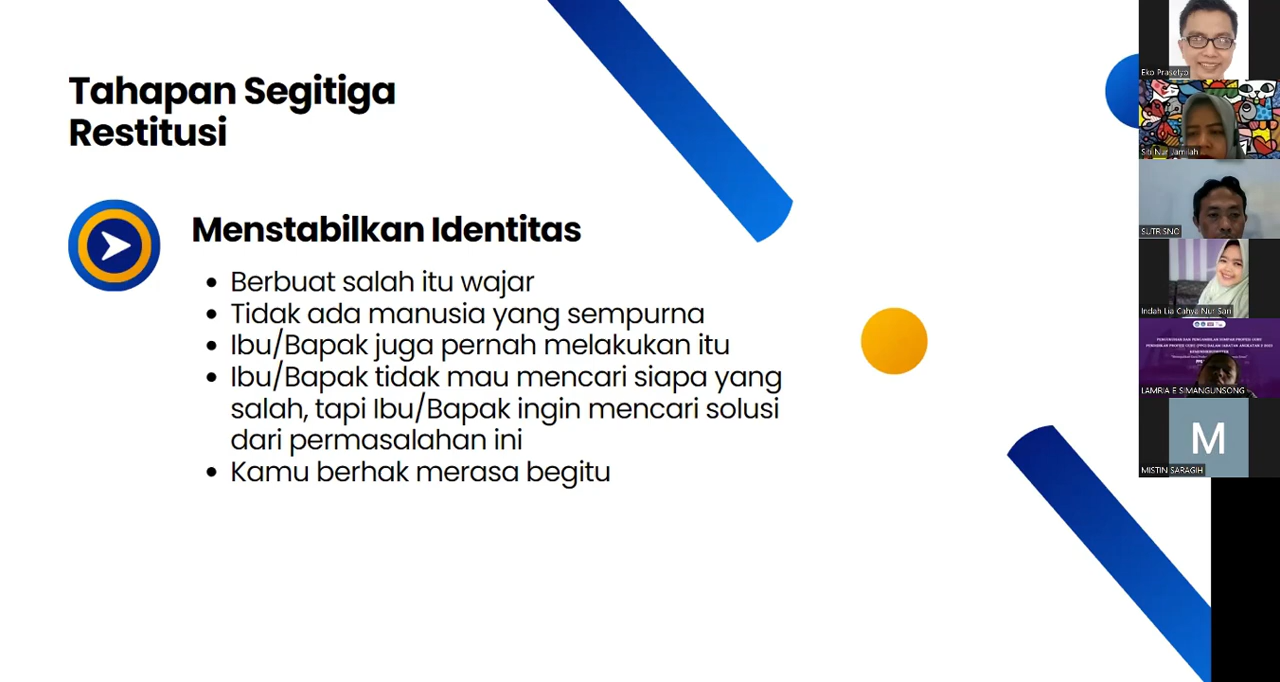 Tahapan Segitiga
Restitusi
Menstabilkan Identitas
Berbuat salah itu wajar
Tidak ada manusia yang sempurna
Ibu/Bapak juga pernah melakukan itu
Ibu/Bapak tidak mau mencari siapa yang
salah, tapi Ibu/Bapak ingin mencari solusi
dari permasalahan ini
Kamu berhak merasa begitu
Eko Prasetyo
Siti Nur Jamilah
SUTRISNO
Indah Lia Cahya Nur Sari
LAMRIA E SIMANGUNSONG
M
MISTIN SARAGIH